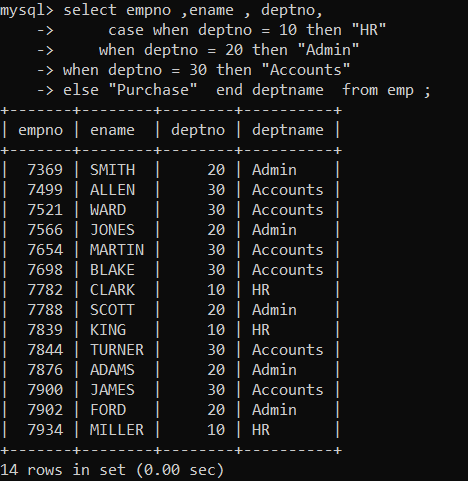 mysql> select empno ,ename , deptno,
    ->      case when deptno = 10 then "HR"
    ->     when deptno = 20 then "Admin"
    -> when deptno = 30 then "Accounts"
    -> else "Purchase"  end deptname  from emp ;
+-------+--------+--------+----------+
| empno | ename  | deptno | deptname |
+-------+--------+--------+----------+
|  7369 | SMITH  |     20 | Admin    |
|  7499 | ALLEN  |     30 | Accounts |
|  7521 | WARD   |     30 | Accounts |
|  7566 | JONES  |     20 | Admin    |
|  7654 | MARTIN |     30 | Accounts |
|  7698 | BLAKE  |     30 | Accounts |
|  7782 | CLARK  |     10 | HR       |
|  7788 | SCOTT  |     20 | Admin    |
|  7839 | KING   |     10 | HR       |
|  7844 | TURNER |     30 | Accounts |
|  7876 | ADAMS  |     20 | Admin    |
|  7900 | JAMES  |     30 | Accounts |
|  7902 | FORD   |     20 | Admin    |
|  7934 | MILLER |     10 | HR       |
+-------+--------+--------+----------+
14 rows in set (0.00 sec)